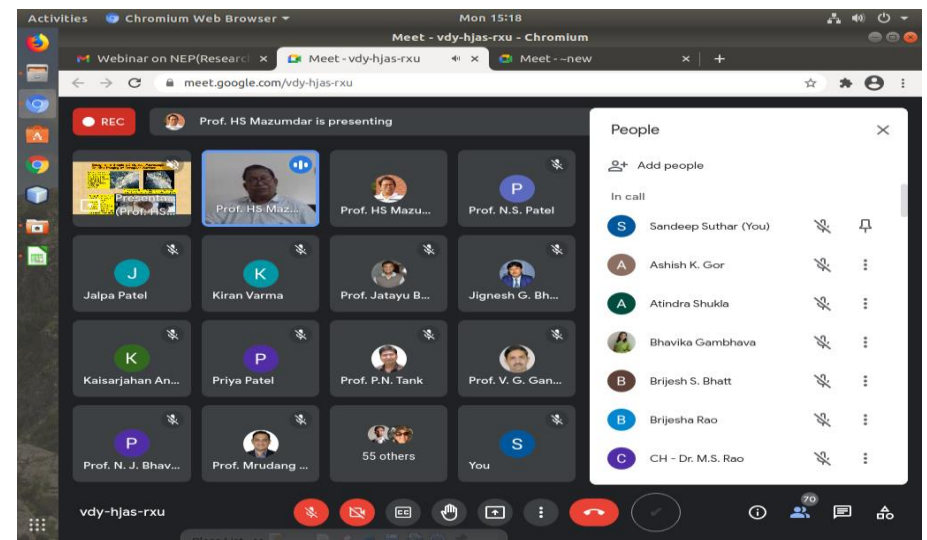 Activities Chromium Web Browser Mon 15:18
Meet - vdy-hjas-rxu - Chromium
Webinar on NEP(Researc Meet - vdy-hjas-rxu Meet - ~new
meet.google.com/vdy-hjas-rxu
REC Prof. HS Mazumdar is presenting
People
Add people
In call
Presenta
(Prof. HS... Prof. HS Maz... Prof. HS Mazu... P Prof. N.S. Patel
J Jalpa Patel K Kiran Varma Prof. Jatayu B... Jignesh G. Bh...
K Kaisarjahan An... P Priya Patel Prof. P.N. Tank Prof. V. G. Gan...
P Prof. N. J. Bhav... Prof. Mrudang ... 55 others S You
S Sandeep Suthar (You)
A Ashish K. Gor
A Atindra Shukla
Bhavika Gambhava
B Brijesh S. Bhatt
B Brijesha Rao
C CH - Dr. M.S. Rao
vdy-hjas-rxu CC 70